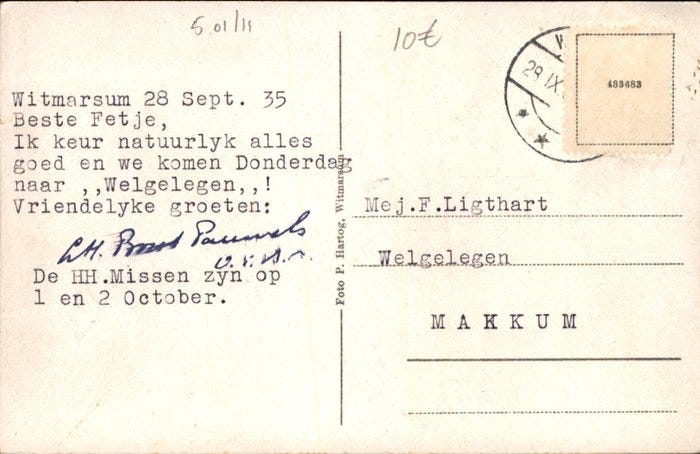 5.01/11
10€
29 IX
483683
Witmarsum 28 Sept. 35
Beste Fetje,
Ik keur natuurlyk alles
goed en we komen Donderdag
naar ,,Welgelegen,,!
Vriendelyke groeten:
De HH.Missen zyn op
1 en 2 October.
Foto P. Hartog, Witmarsum
Mej.F.Ligthart
Welgelegen
MAKKUM